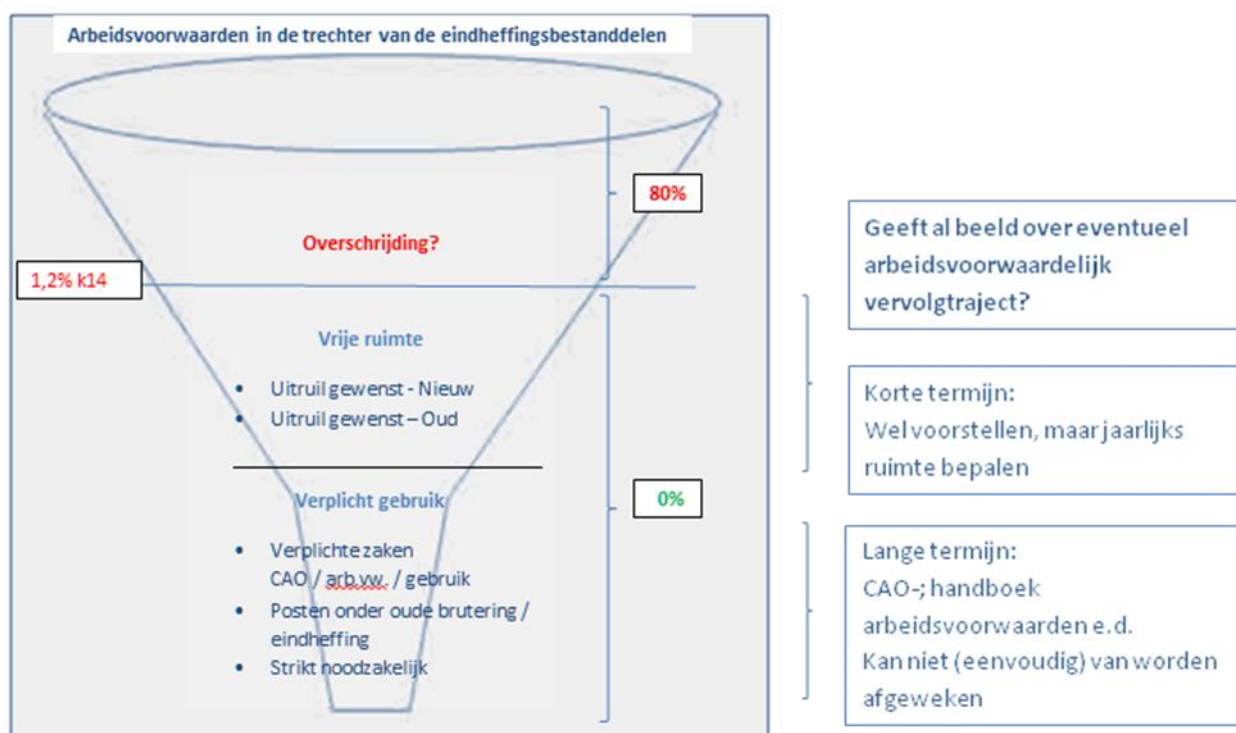 Arbeidsvoorwaarden in de trechter van de eindheffingsbestanddelen
80%
Overschrijding?
1,2% k14
Vrije ruimte
• Uitruil gewenst - Nieuw
• Uitruil gewenst – Oud
Verplicht gebruik
0%
• Verplichte zaken
CAO / arb.vw. / gebruik
• Posten onder oude brutering /
eindheffing
• Strikt noodzakelijk
Geeft al beeld over eventueel
arbeidsvoorwaardelijk
vervolgtraject?
Korte termijn:
Wel voorstellen, maar jaarlijks
ruimte bepalen
Lange termijn:
CAO-; handboek
arbeidsvoorwaarden e.d.
Kan niet (eenvoudig) van worden
afgeweken